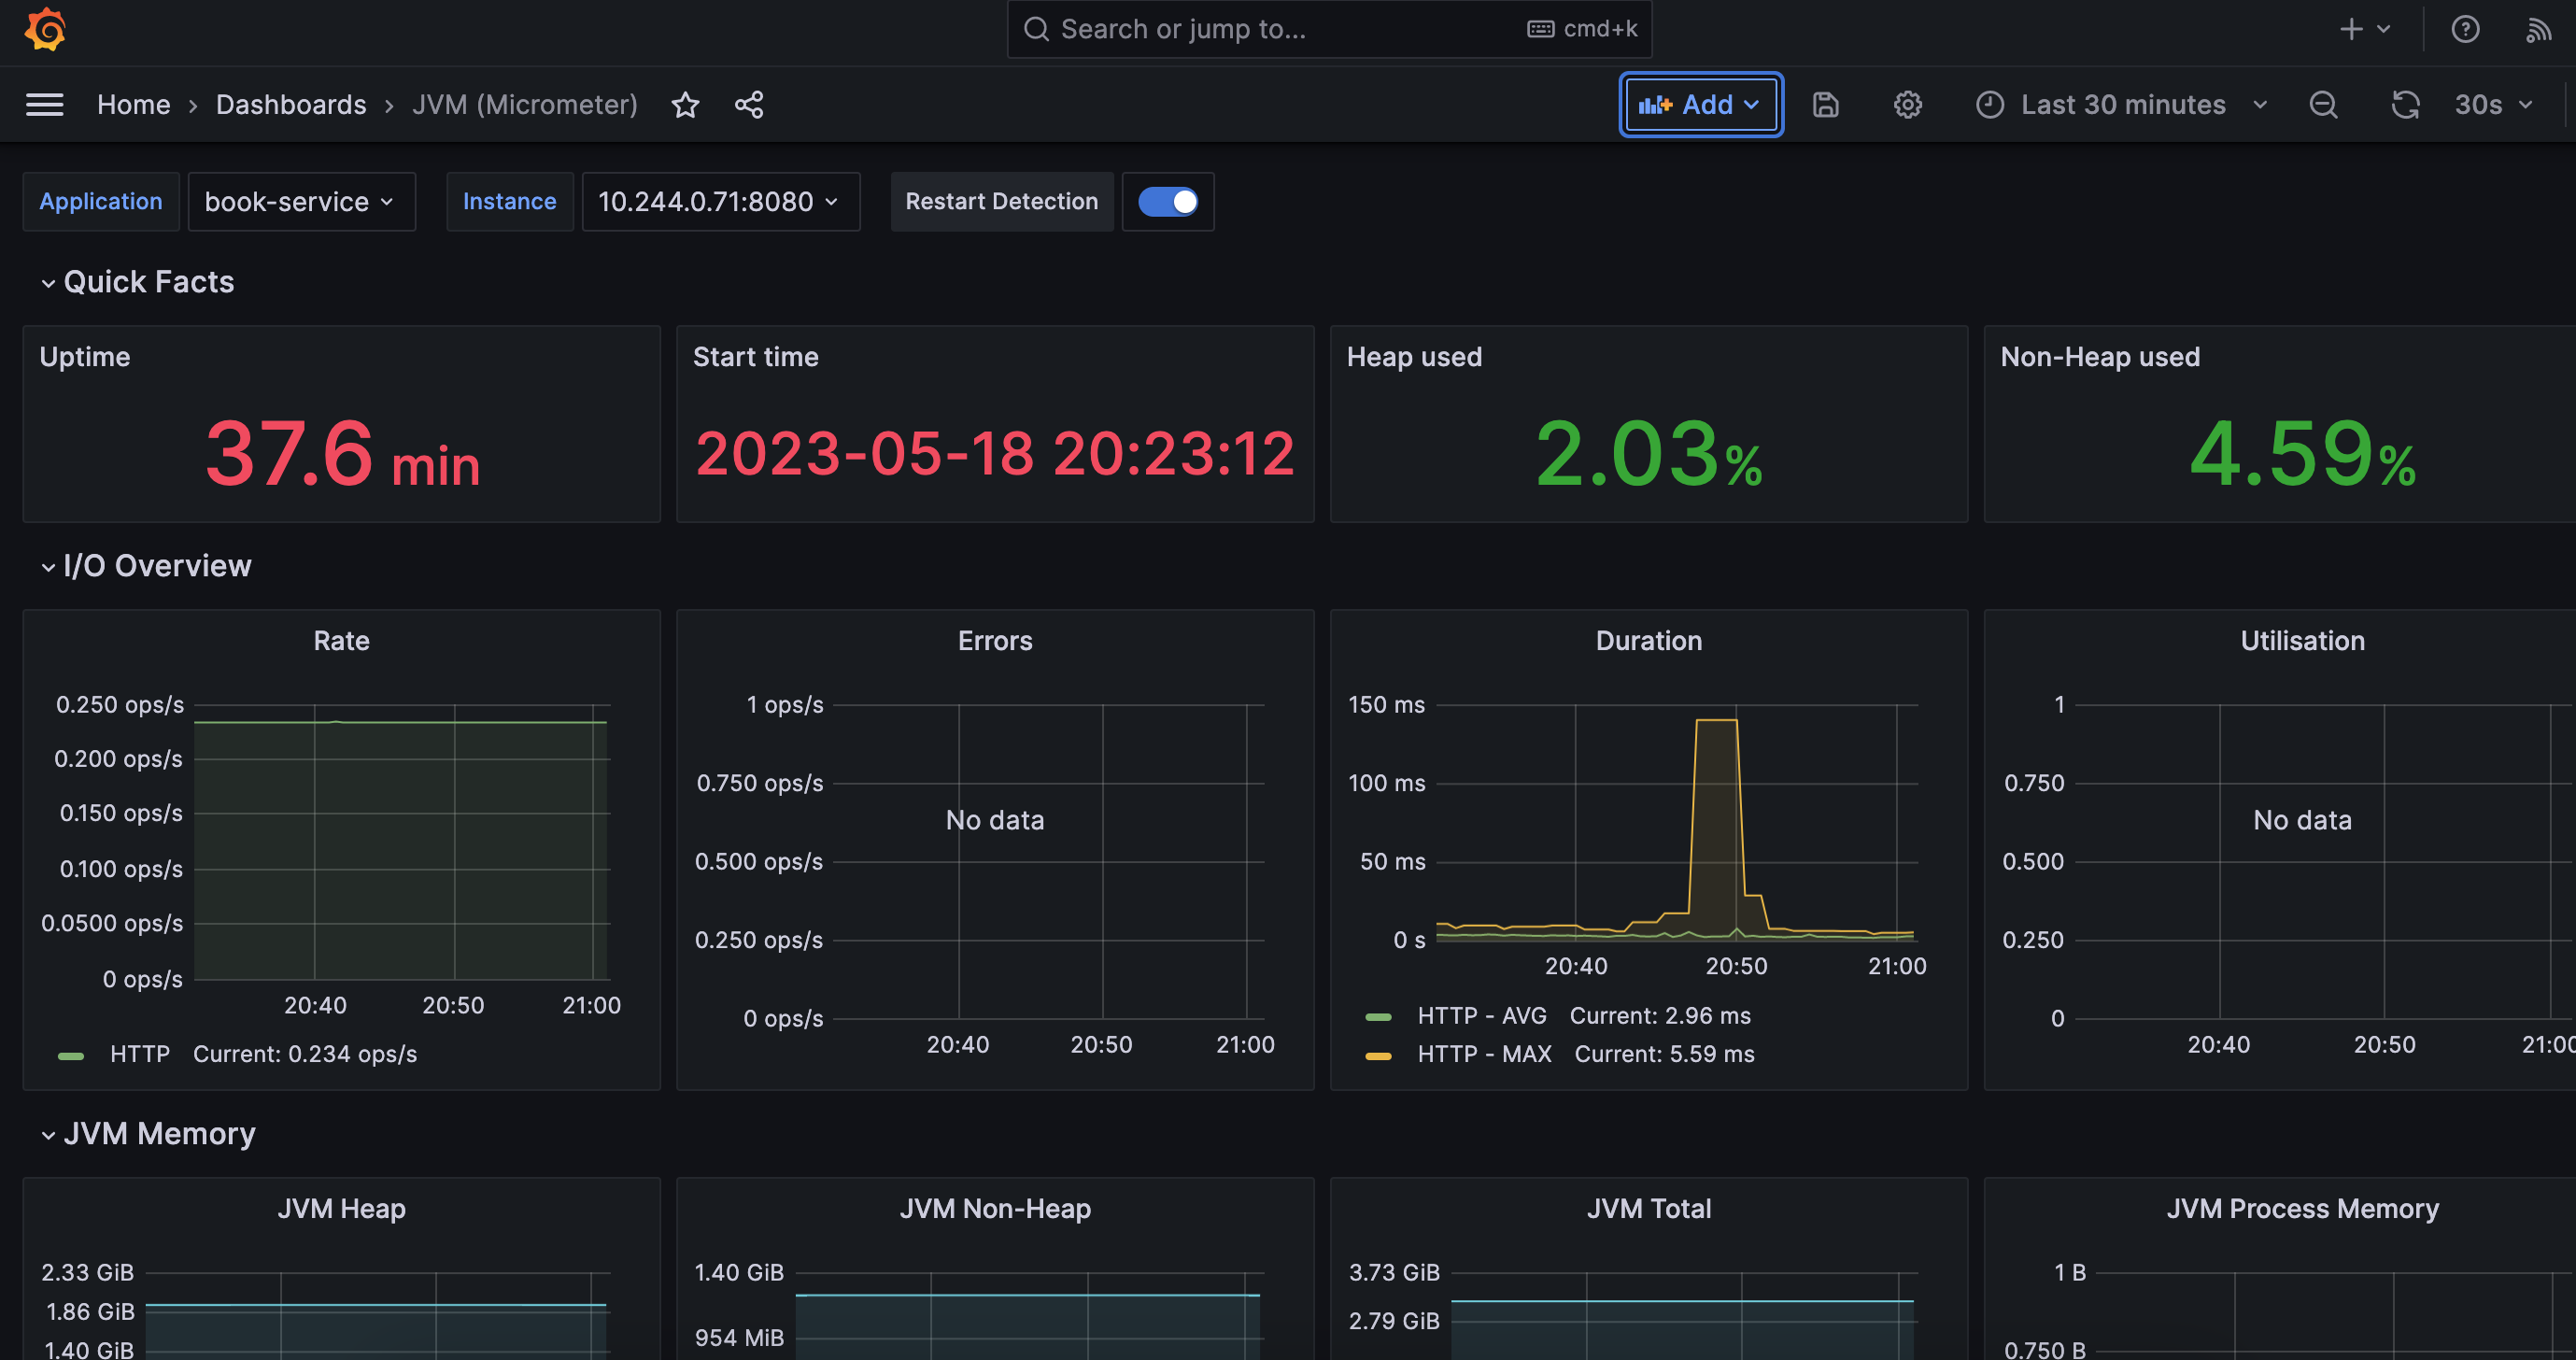 Search or jump to... cmd+k
Home › Dashboards › JVM (Micrometer) Add Last 30 minutes 30s
Application book-service Instance 10.244.0.71:8080 Restart Detection
Quick Facts
Uptime
37.6 min
Start time
2023-05-18 20:23:12
Heap used
2.03%
Non-Heap used
4.59%
I/O Overview
Rate
0.250 ops/s
0.200 ops/s
0.150 ops/s
0.100 ops/s
0.0500 ops/s
0 ops/s
20:40 20:50 21:00
HTTP Current: 0.234 ops/s
Errors
1 ops/s
0.750 ops/s
No data
0.500 ops/s
0.250 ops/s
0 ops/s
20:40 20:50 21:00
Duration
150 ms
100 ms
50 ms
0 s
20:40 20:50 21:00
HTTP - AVG Current: 2.96 ms
HTTP - MAX Current: 5.59 ms
Utilisation
1
0.750
No data
0.500
0.250
0
20:40 20:50 21:00
JVM Memory
JVM Heap
2.33 GiB
1.86 GiB
1.40 GiB
JVM Non-Heap
1.40 GiB
954 MiB
JVM Total
3.73 GiB
2.79 GiB
JVM Process Memory
1 B
0.750 B